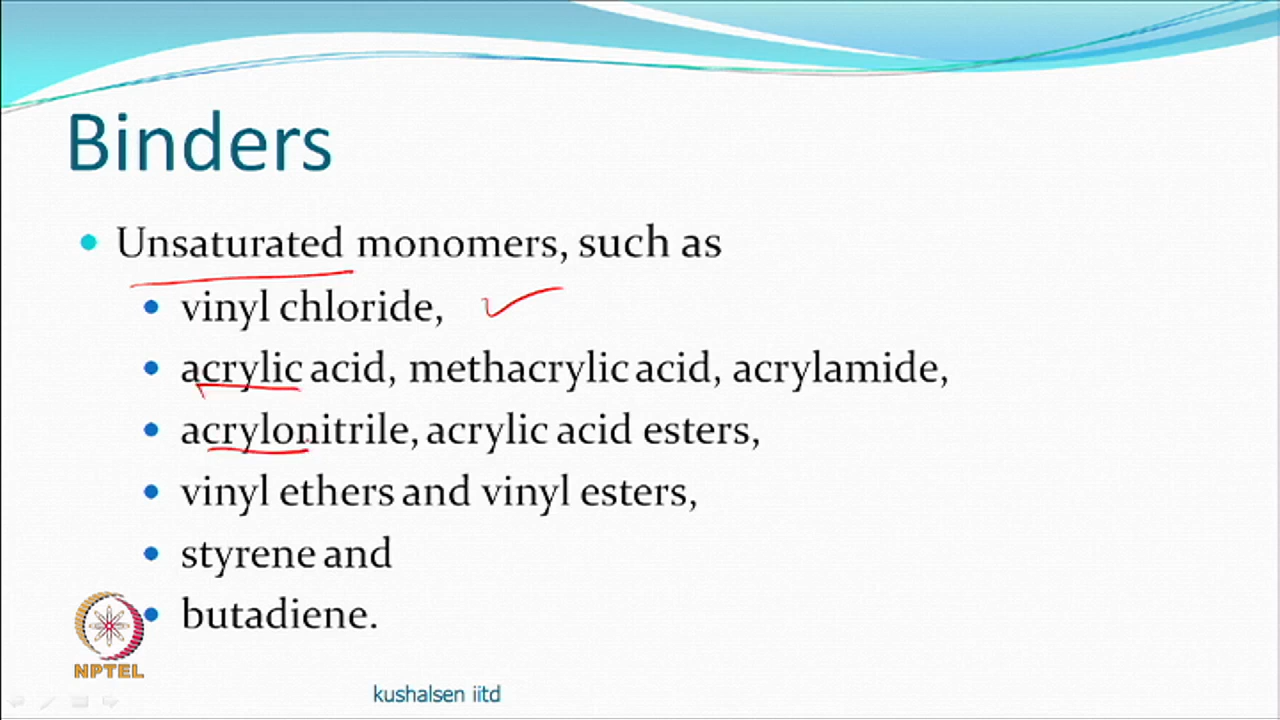 Binders
Unsaturated monomers, such as
vinyl chloride,
acrylic acid, methacrylic acid, acrylamide,
acrylonitrile, acrylic acid esters,
vinyl ethers and vinyl esters,
styrene and
butadiene.
NPTEL
kushalsen iitd